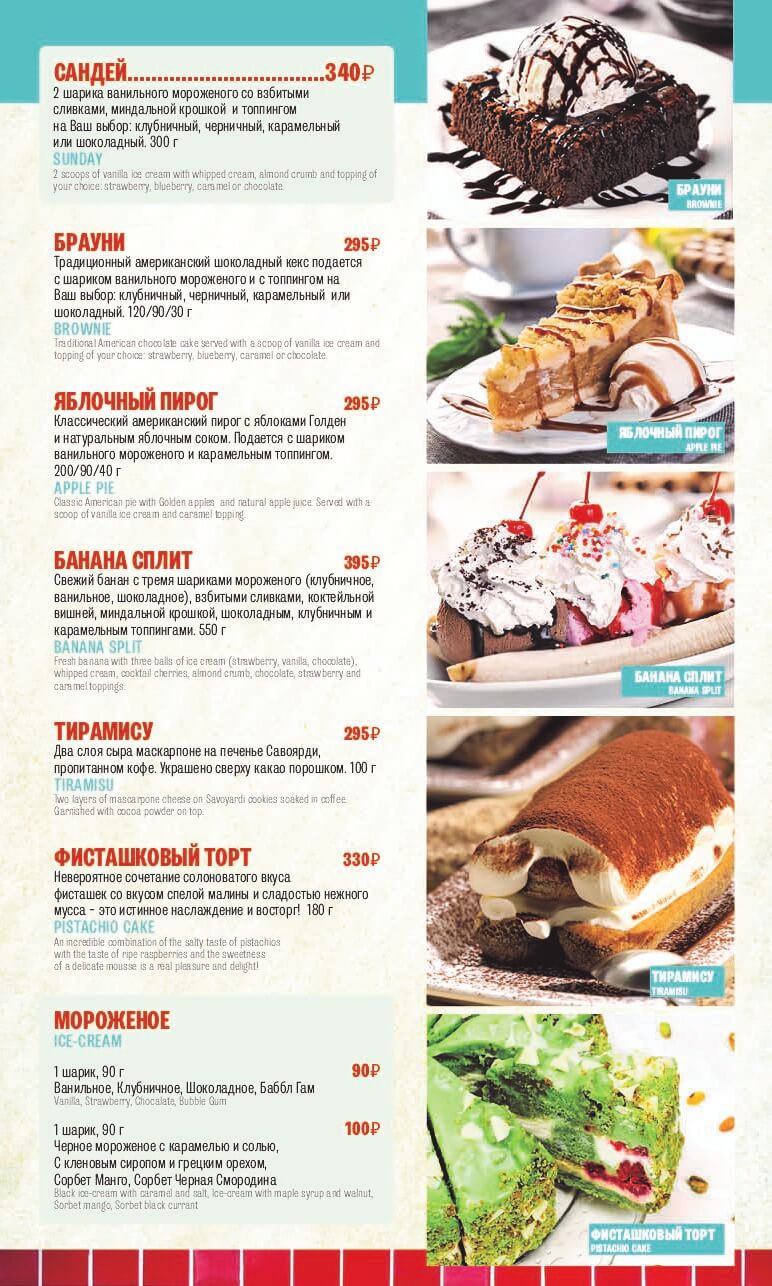 САНДЕЙ.................................340₽
2 шарика ванильного мороженого со взбитыми
сливками, миндальной крошкой и топпингом
на Ваш выбор: клубничный, черничный, карамельный
или шоколадный. 300 г
SUNDAY
2 scoops of vanilla ice cream with whipped cream, almond crumb and topping of
your choice: strawberry, blueberry, caramel or chocolate.
БРАУНИ 295₽
Традиционный американский шоколадный кекс подается
с шариком ванильного мороженого и с топпингом на
Ваш выбор: клубничный, черничный, карамельный или
шоколадный. 120/90/30 г
BROWNIE
Traditional American chocolate cake served with a scoop of vanilla ice cream and
topping of your choice: strawberry, blueberry, caramel or chocolate.
ЯБЛОЧНЫЙ ПИРОГ 295₽
Классический американский пирог с яблоками Голден
и натуральным яблочным соком. Подается с шариком
ванильного мороженого и карамельным топпингом.
200/90/40 г
APPLE PIE
Classic American pie with Golden apples and natural apple juice. Served with a
scoop of vanilla ice cream and caramel topping.
БАНАНА СПЛИТ 395₽
Свежий банан с тремя шариками мороженого (клубничное,
ванильное, шоколадное), взбитыми сливками, коктейльной
вишней, миндальной крошкой, шоколадным, клубничным и
карамельным топпингами. 550 г
BANANA SPLIT
Fresh banana with three balls of ice cream (strawberry, vanilla, chocolate),
whipped cream, cocktail cherries, almond crumb, chocolate, strawberry and
caramel toppings.
ТИРАМИСУ 295₽
Два слоя сыра маскарпоне на печенье Савоярди,
пропитанном кофе. Украшено сверху какао порошком. 100 г
TIRAMISU
Two layers of mascarpone cheese on Savoyardi cookies soaked in coffee.
Garnished with cocoa powder on top.
ФИСТАШКОВЫЙ ТОРТ 330₽
Невероятное сочетание солоноватого вкуса
фисташек со вкусом спелой малины и сладостью нежного
мусса - это истинное наслаждение и восторг! 180 г
PISTACHIO CAKE
An incredible combination of the salty taste of pistachios
with the taste of ripe raspberries and the sweetness
of a delicate mousse is a real pleasure and delight!
МОРОЖЕНОЕ
ICE-CREAM
1 шарик, 90 г 90₽
Ванильное, Клубничное, Шоколадное, Баббл Гам
Vanilla, Strawberry, Chocalate, Bubble Gum
1 шарик, 90 г 100₽
Черное мороженое с карамелью и солью,
С кленовым сиропом и грецким орехом,
Сорбет Манго, Сорбет Черная Смородина
Black ice-cream with caramel and salt, Ice-cream with maple syrup and walnut,
Sorbet mango, Sorbet black currant
БРАУНИ
BROWNIE
ЯБЛОЧНЫЙ ПИРОГ
APPLE PIE
БАНАНА СПЛИТ
BANANA SPLIT
ТИРАМИСУ
TIRAMISU
ФИСТАШКОВЫЙ ТОРТ
PISTACHIO CAKE